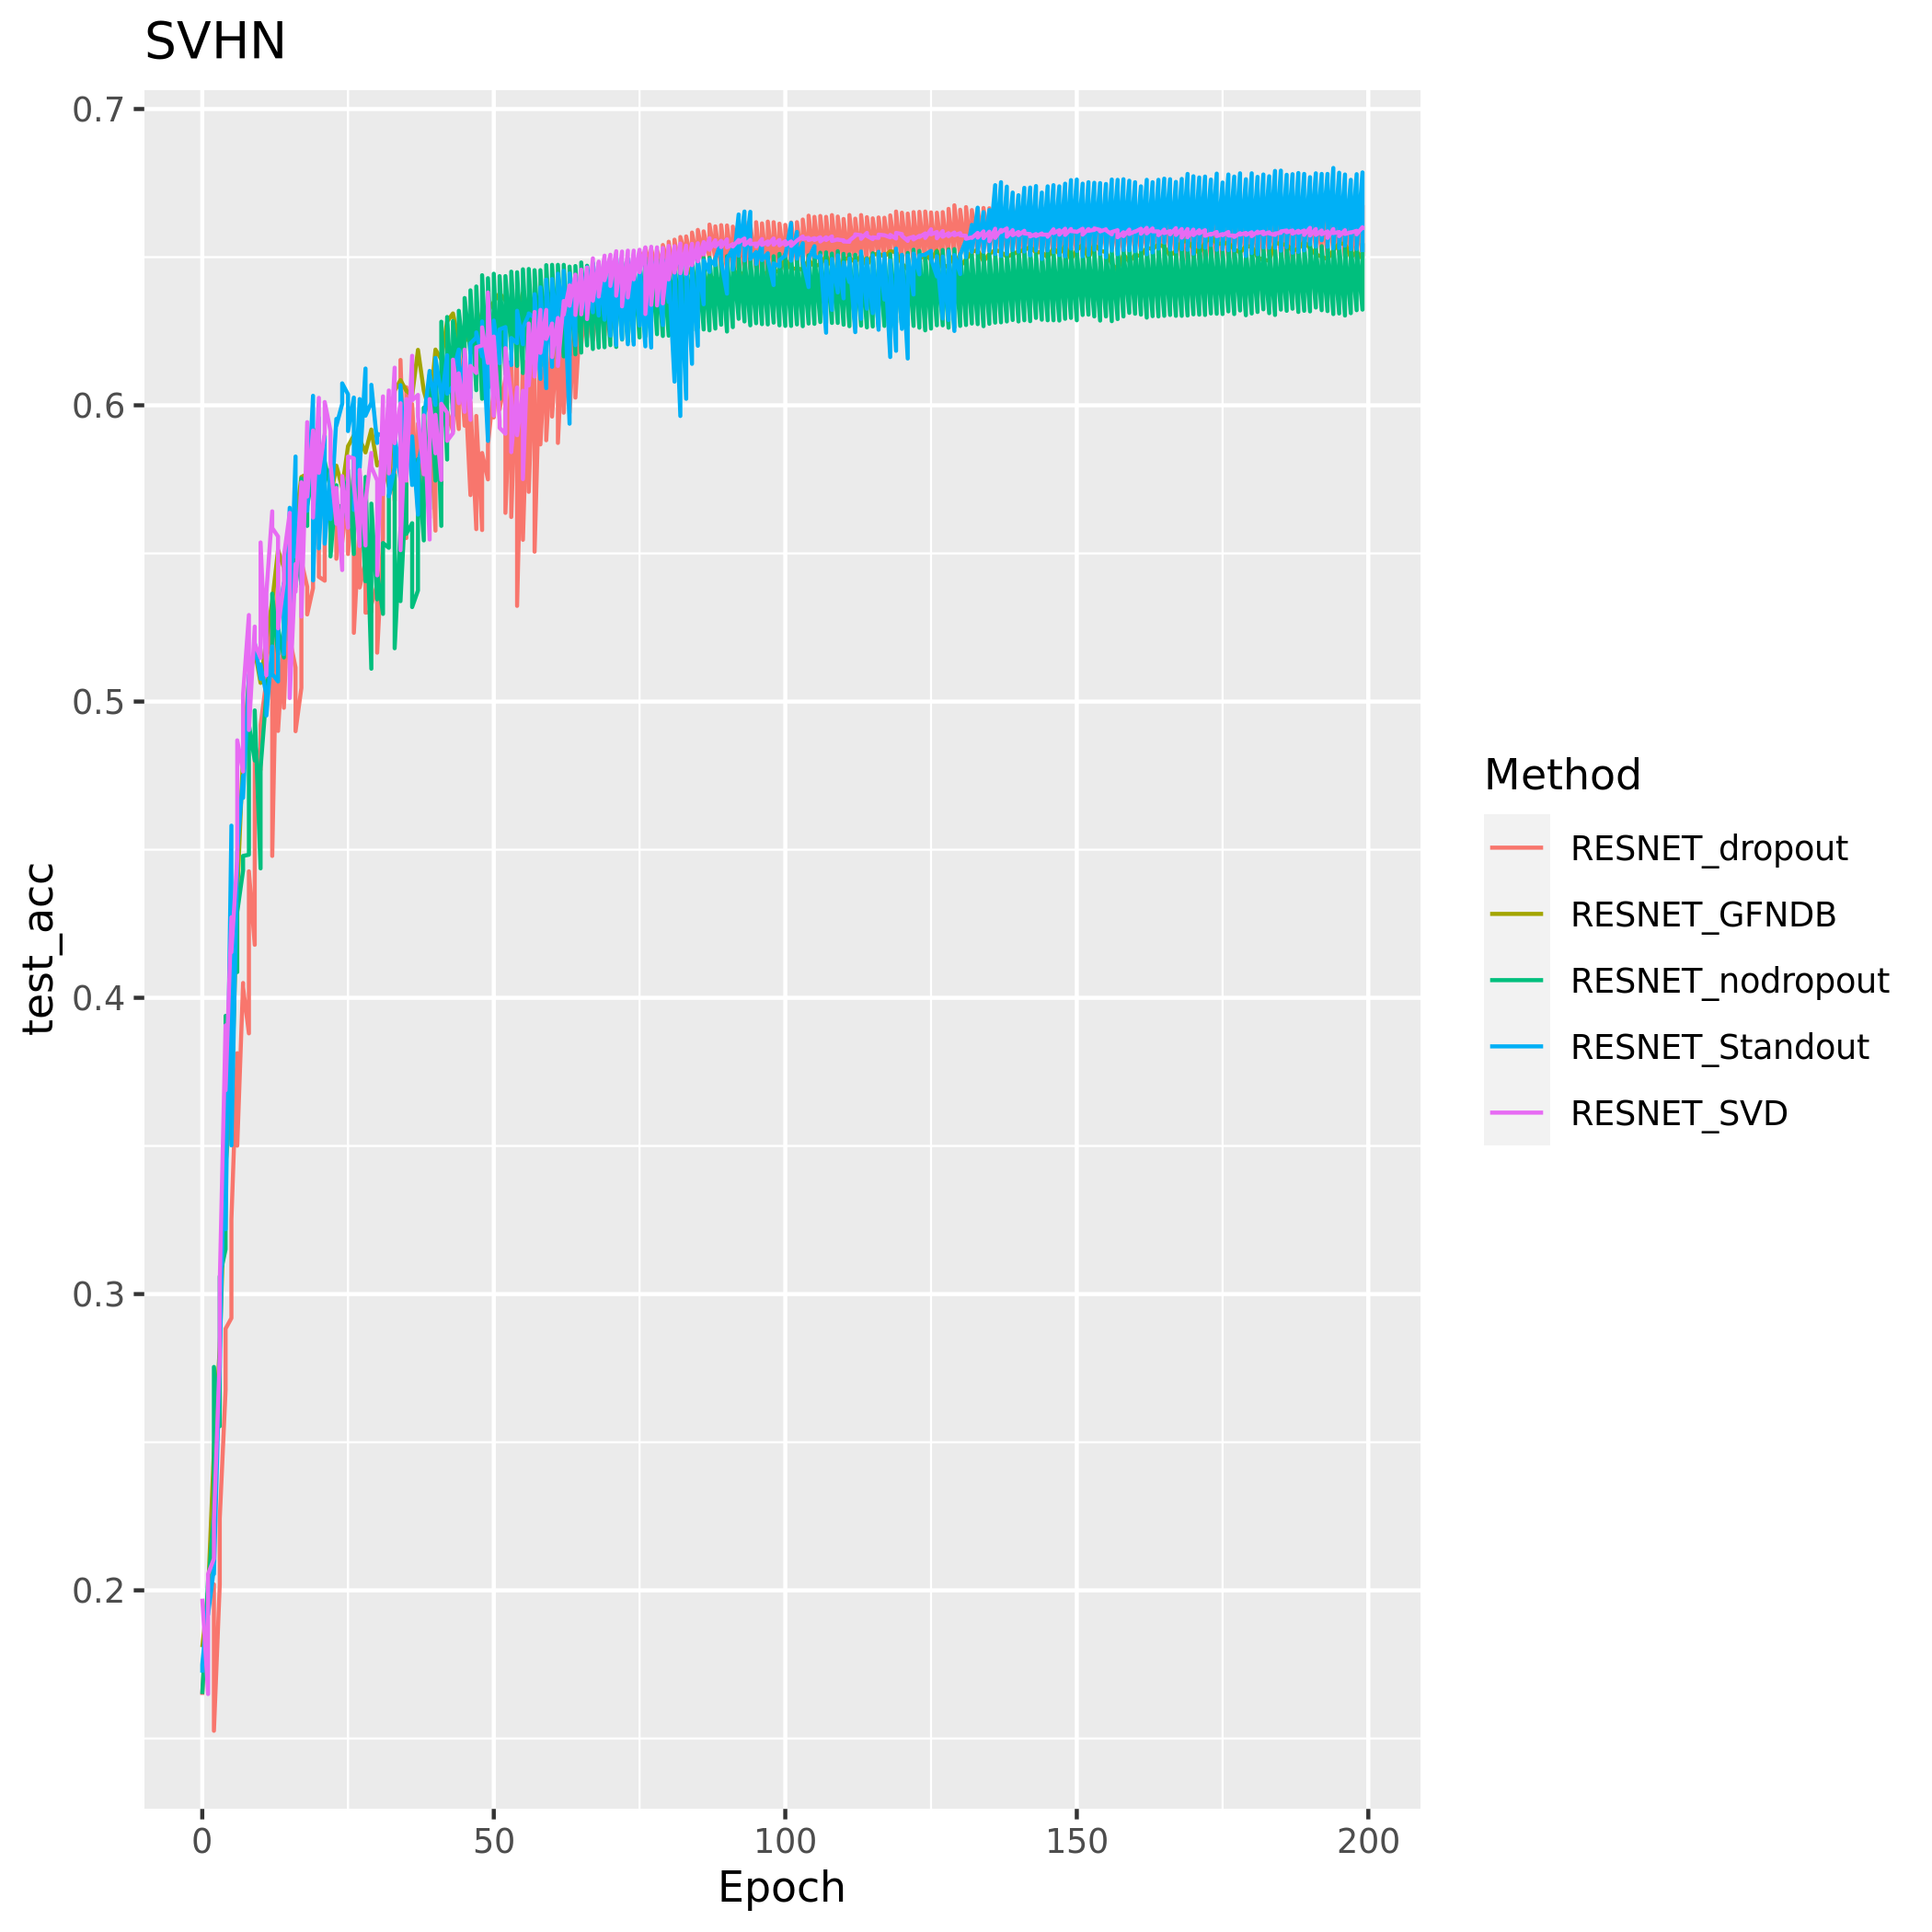 SVHN
0.7
0.6
0.5
0.4
0.3
0.2
test_acc
0 50 100 150 200
Epoch
Method
RESNET_dropout
RESNET_GFNDB
RESNET_nodropout
RESNET_Standout
RESNET_SVD